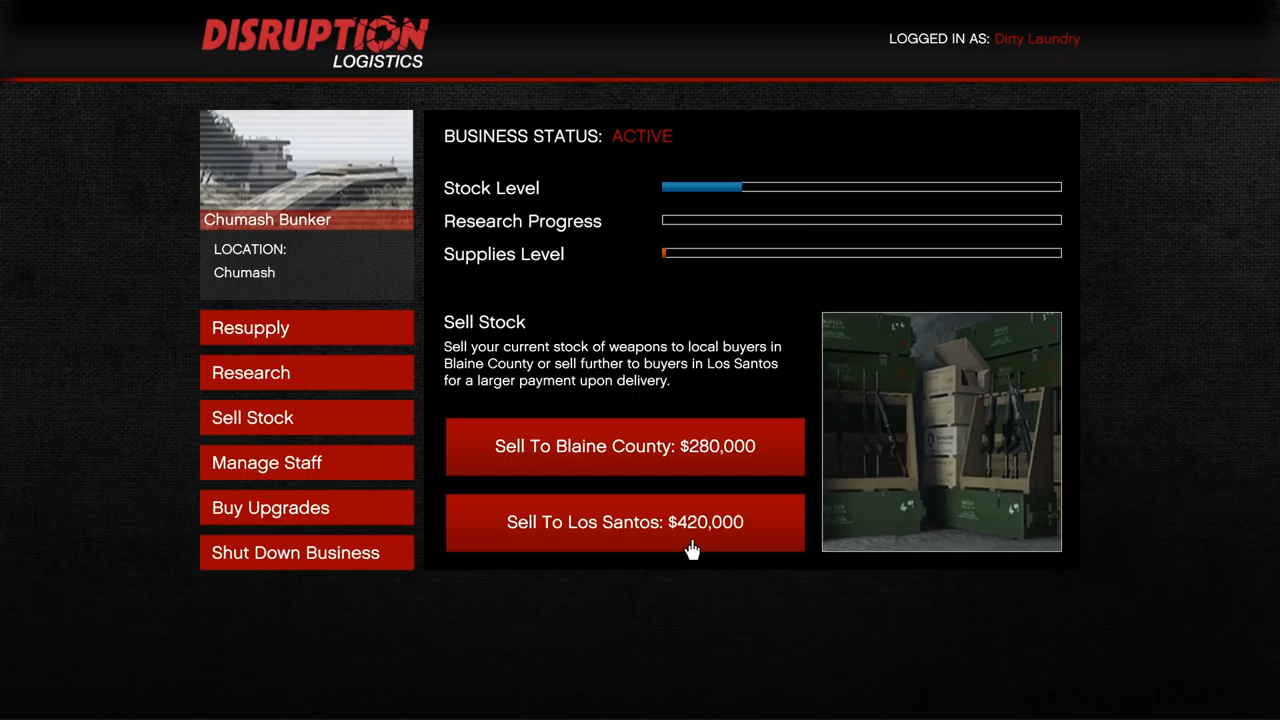 DISRUPTION
LOGISTICS
LOGGED IN AS: Dirty Laundry
Chumash Bunker
LOCATION:
Chumash
Resupply
Research
Sell Stock
Manage Staff
Buy Upgrades
Shut Down Business
BUSINESS STATUS: ACTIVE
Stock Level
Research Progress
Supplies Level
Sell Stock
Sell your current stock of weapons to local buyers in
Blaine County or sell further to buyers in Los Santos
for a larger payment upon delivery.
Sell To Blaine County: $280,000
Sell To Los Santos: $420,000